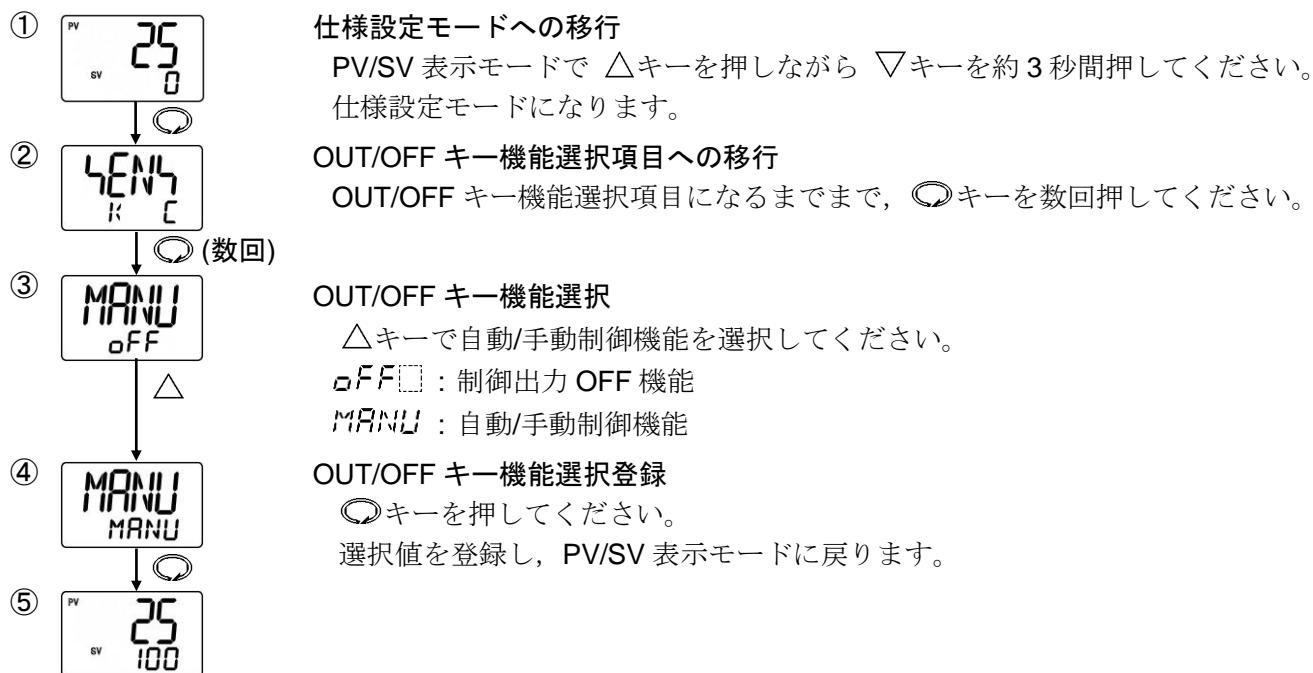 ① PV 25 SV 0
仕様設定モードへの移行
PV/SV 表示モードで △キーを押しながら ▽キーを約 3 秒間押してください。
仕様設定モードになります。
② SENS K C
OUT/OFF キー機能選択項目への移行
OUT/OFF キー機能選択項目になるまでまで，キーを数回押してください。
(数回)
③ MANU oFF
OUT/OFF キー機能選択
△キーで自動/手動制御機能を選択してください。
oFF□：制御出力 OFF 機能
MANU：自動/手動制御機能
△
④ MANU MANU
OUT/OFF キー機能選択登録
キーを押してください。
選択値を登録し，PV/SV 表示モードに戻ります。
⑤ PV 25 SV 100